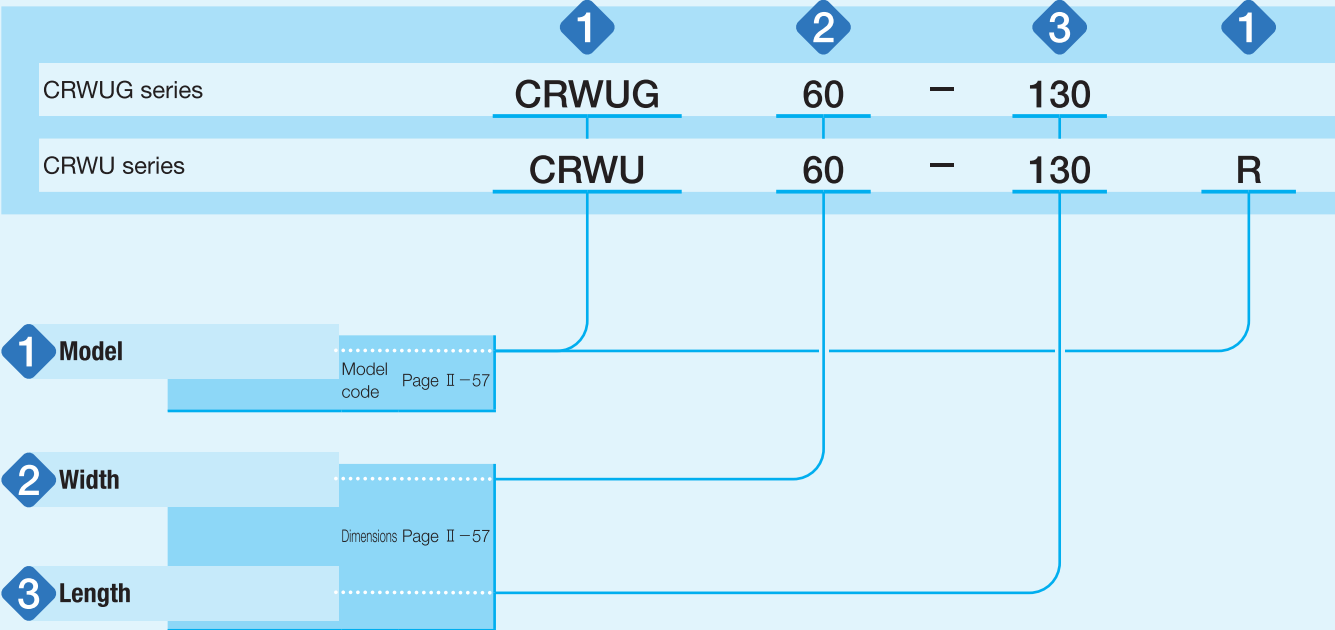 1 2 3 1
CRWUG series CRWUG 60 － 130
CRWU series CRWU 60 － 130 R
1 Model
Model code Page Ⅱ－57
2 Width
Dimensions Page Ⅱ－57
3 Length